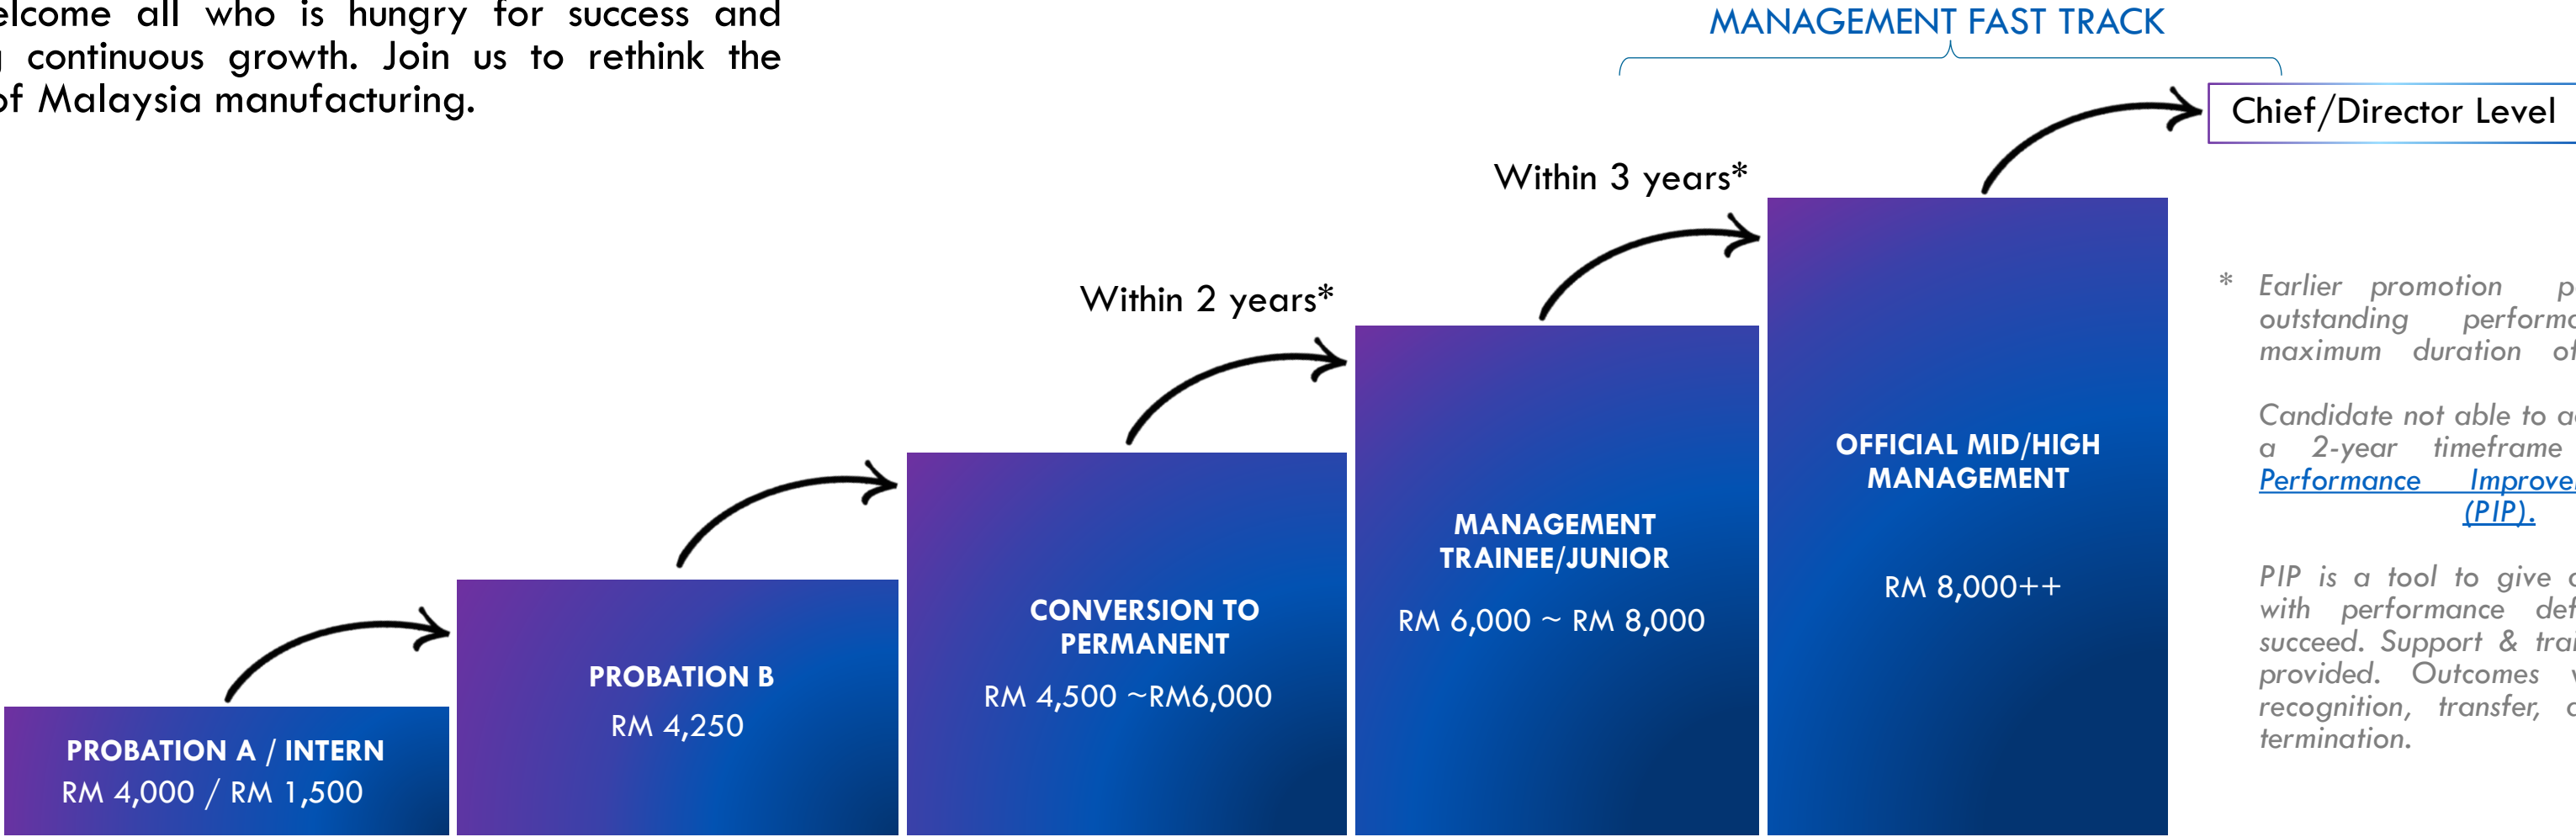 all who is hungry for success and
continuous growth. Join us to rethink the
of Malaysia manufacturing.
MANAGEMENT FAST TRACK
Chief/Director Level
Within 3 years*
Within 2 years*
PROBATION A / INTERN
RM 4,000 / RM 1,500
PROBATION B
RM 4,250
CONVERSION TO
PERMANENT
RM 4,500 ~RM6,000
MANAGEMENT
TRAINEE/JUNIOR
RM 6,000 ~ RM 8,000
OFFICIAL MID/HIGH
MANAGEMENT
RM 8,000++
* Earlier promotion
outstanding
maximum duration
Candidate not able to
a 2-year timeframe
Performance
(PIP).
PIP is a tool to give
with performance
succeed. Support &
provided. Outcomes
recognition, transfer,
termination.